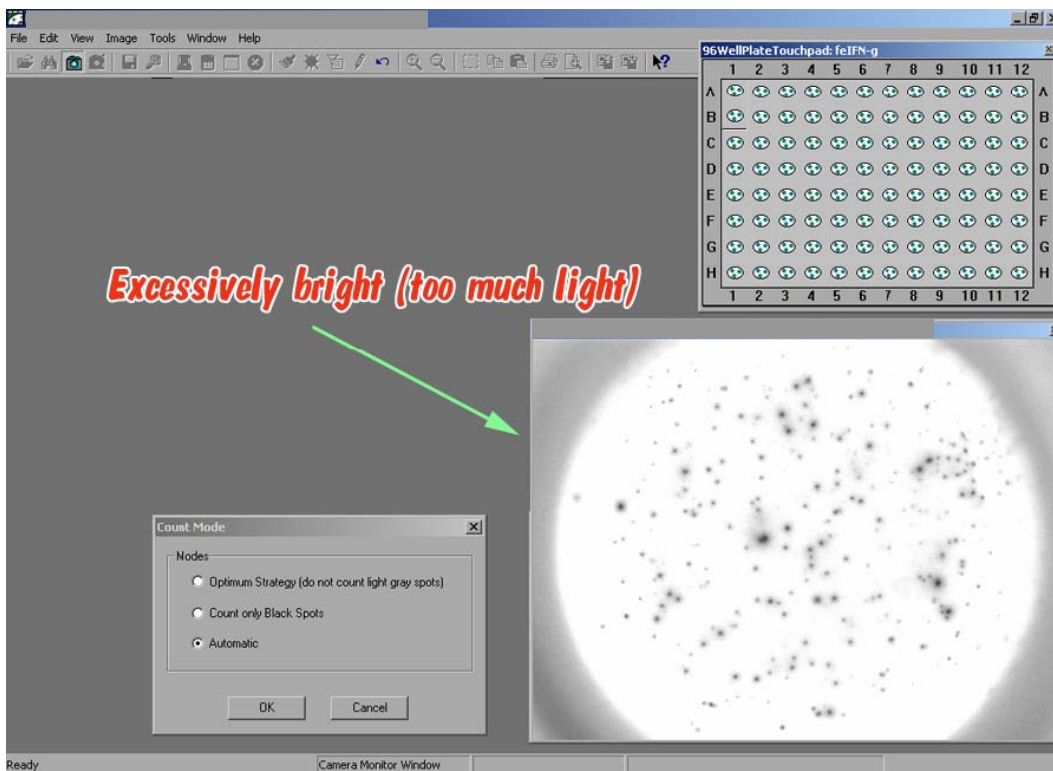 File Edit View Image Tools Window Help
96WellPlateTouchpad: feIFN-g
1 2 3 4 5 6 7 8 9 10 11 12
A A
B B
C C
D D
E E
F F
G G
H H
1 2 3 4 5 6 7 8 9 10 11 12
Excessively bright (too much light)
Count Mode
Nodes
Optimum Strategy (do not count light gray spots)
Count only Black Spots
Automatic
OK Cancel
Ready Camera Monitor Window